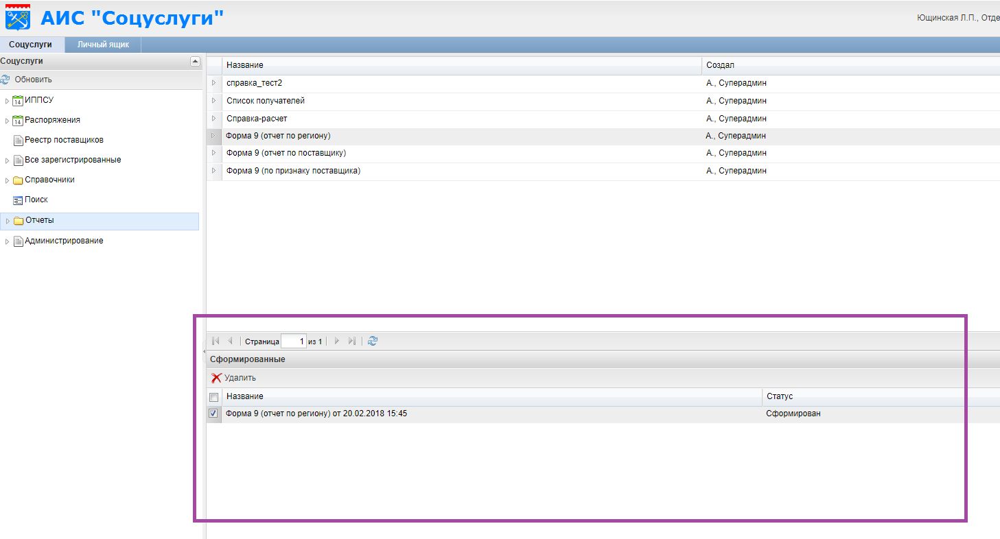 АИС "Соцуслуги"
Ющинская Л.П., Отде
Соцуслуги
Личный ящик
Соцуслуги
Обновить
14 ИППСУ
14 Распоряжения
Реестр поставщиков
Все зарегистрированные
Справочники
Поиск
Отчеты
Администрирование
Название Создал
справка_тест2 А., Суперадмин
Список получателей А., Суперадмин
Справка-расчет А., Суперадмин
Форма 9 (отчет по региону) А., Суперадмин
Форма 9 (отчет по поставщику) А., Суперадмин
Форма 9 (по признаку поставщика) А., Суперадмин
Страница 1 из 1
Сформированные
Удалить
Название Статус
Форма 9 (отчет по региону) от 20.02.2018 15:45 Сформирован